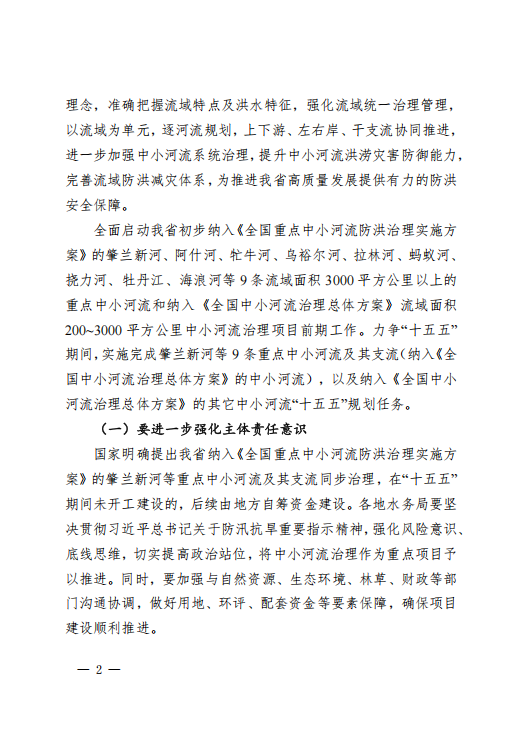 理念，准确把握流域特点及洪水特征，强化流域统一治理管理，
以流域为单元，逐河流规划，上下游、左右岸、干支流协同推进，
进一步加强中小河流系统治理，提升中小河流洪涝灾害防御能力，
完善流域防洪减灾体系，为推进我省高质量发展提供有力的防洪
安全保障。
全面启动我省初步纳入《全国重点中小河流防洪治理实施方
案》的肇兰新河、阿什河、牤牛河、乌裕尔河、拉林河、蚂蚁河、
挠力河、牡丹江、海浪河等 9 条流域面积 3000 平方公里以上的
重点中小河流和纳入《全国中小河流治理总体方案》流域面积
200~3000 平方公里中小河流治理项目前期工作。力争“十五五”
期间，实施完成肇兰新河等 9 条重点中小河流及其支流（纳入《全
国中小河流治理总体方案》的中小河流），以及纳入《全国中小
河流治理总体方案》的其它中小河流“十五五”规划任务。
（一）要进一步强化主体责任意识
国家明确提出我省纳入《全国重点中小河流防洪治理实施方
案》的肇兰新河等重点中小河流及其支流同步治理，在“十五五”
期间未开工建设的，后续由地方自筹资金建设。各地水务局要坚
决贯彻习近平总书记关于防汛抗旱重要指示精神，强化风险意识、
底线思维，切实提高政治站位，将中小河流治理作为重点项目予
以推进。同时，要加强与自然资源、生态环境、林草、财政等部
门沟通协调，做好用地、环评、配套资金等要素保障，确保项目
建设顺利推进。
— 2 —